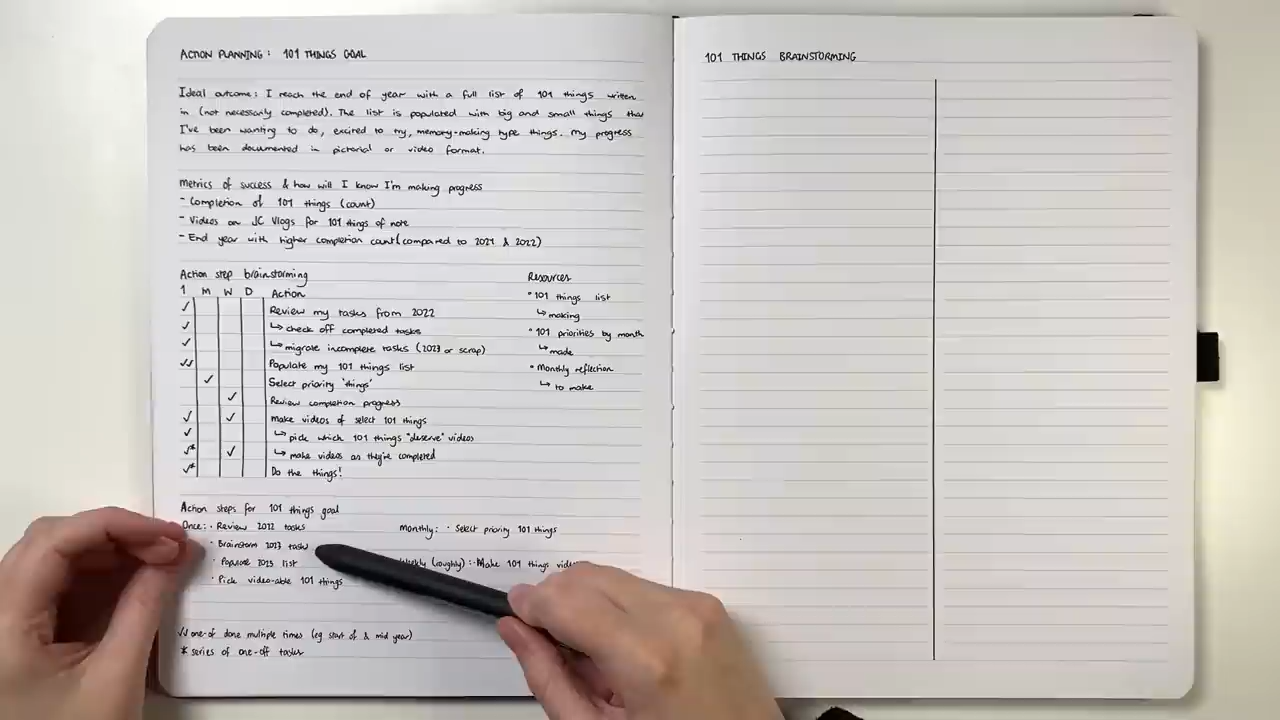 ACTION PLANNING: 101 THINGS GOAL
Ideal outcome: I reach the end of year with a full list of 101 things written
in (not necessarily completed). The list is populated with big and small things that
I've been wanting to do, excited to try, memory-making type things. My progress
has been documented in pictorial or video format.
Metrics of success & how will I know I'm making progress
- Completion of 101 things (count)
- Videos on JC Vlogs for 101 things of note
- End year with higher completion count (compared to 2021 & 2022)
Action step brainstorming
1 M W D Action
✓ Review my tasks from 2022
✓ ↳ check off completed tasks
✓ ↳ migrate incomplete tasks (2023 or scrap)
✓✓ Populate my 101 things list
✓ Select priority 'things'
✓ Review completion progress
✓ ✓ Make videos of select 101 things
✓ ↳ pick which 101 things "deserve" videos
✓* ✓ ↳ make videos as they're completed
✓* Do the things!
Resources
• 101 things list
↳ making
• 101 priorities by month
↳ made
• Monthly reflection
↳ to make
Action steps for 101 things goal
Once: • Review 2022 tasks
• Brainstorm 2023 tasks
• Populate 2023 list
• Pick video-able 101 things
Monthly: • Select priority 101 things
(roughly): • Make 101 things
✓✓ one-of done multiple times (eg start of & mid year)
* series of one-off tasks
101 THINGS BRAINSTORMING